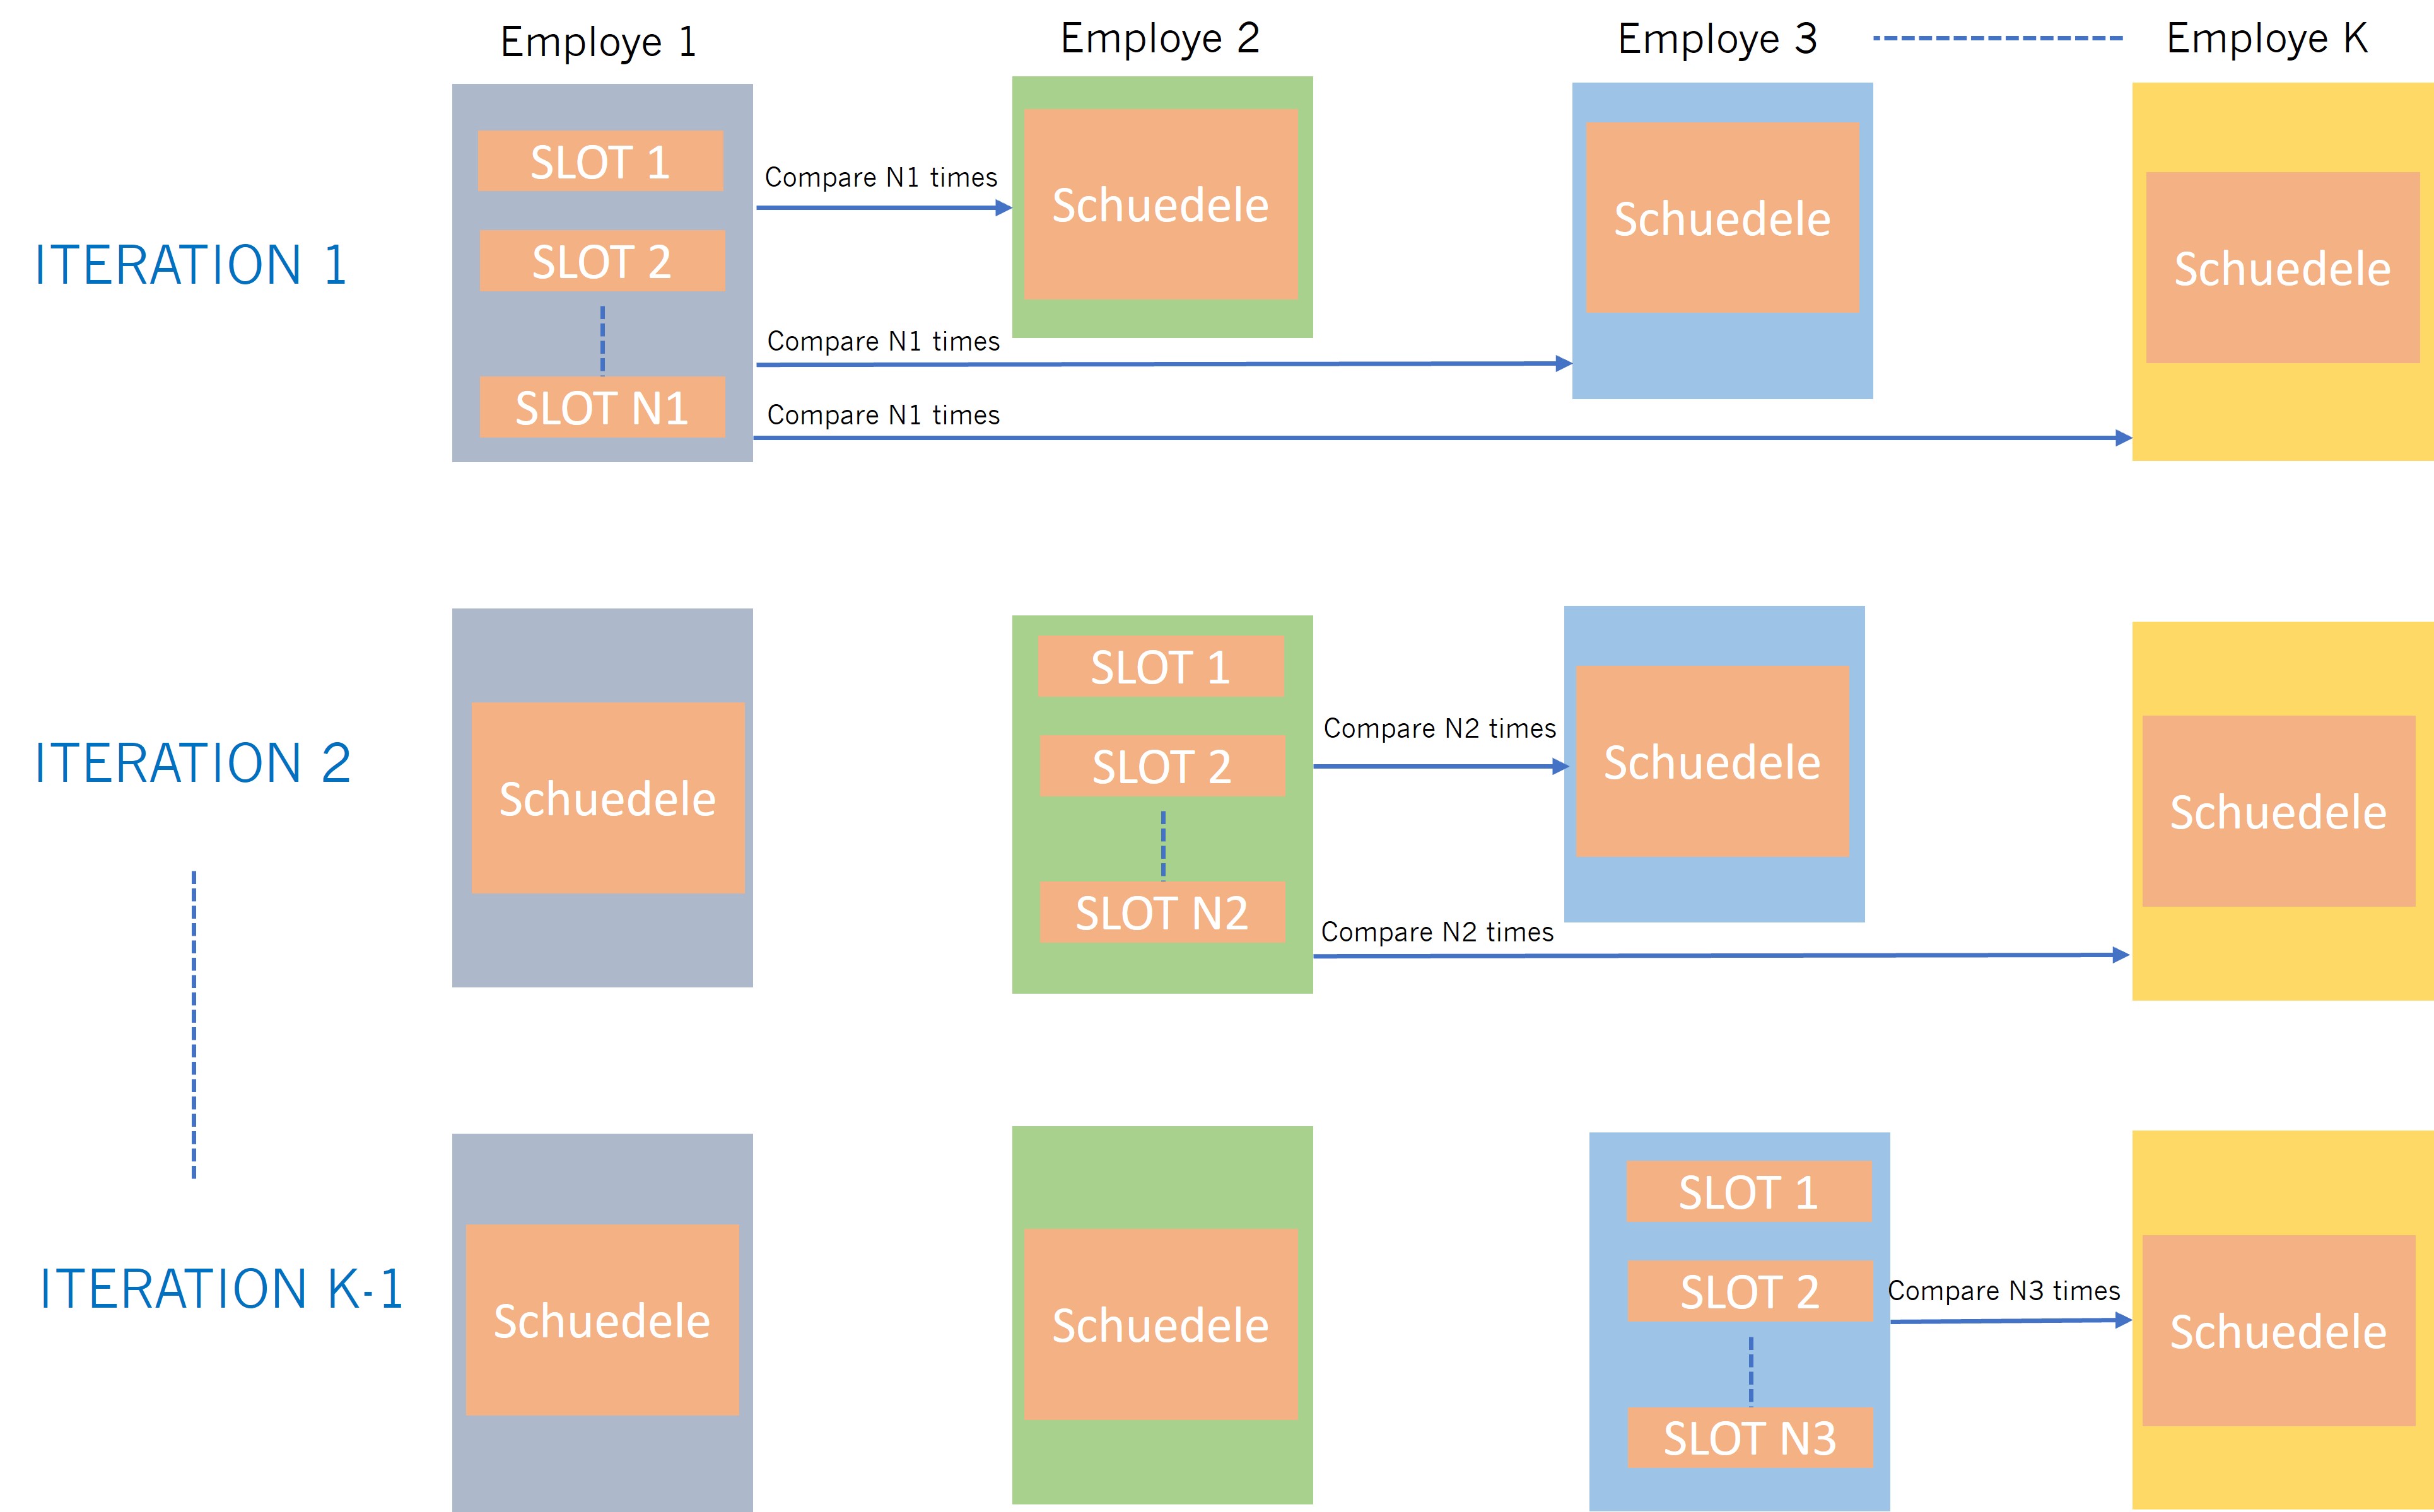 Employe 1
Employe 2
Employe 3
Employe K
ITERATION 1
SLOT 1
SLOT 2
SLOT N1
Compare N1 times
Compare N1 times
Compare N1 times
Schuedele
Schuedele
Schuedele
ITERATION 2
Schuedele
SLOT 1
SLOT 2
SLOT N2
Compare N2 times
Compare N2 times
Schuedele
Schuedele
ITERATION K-1
Schuedele
Schuedele
SLOT 1
SLOT 2
SLOT N3
Compare N3 times
Schuedele